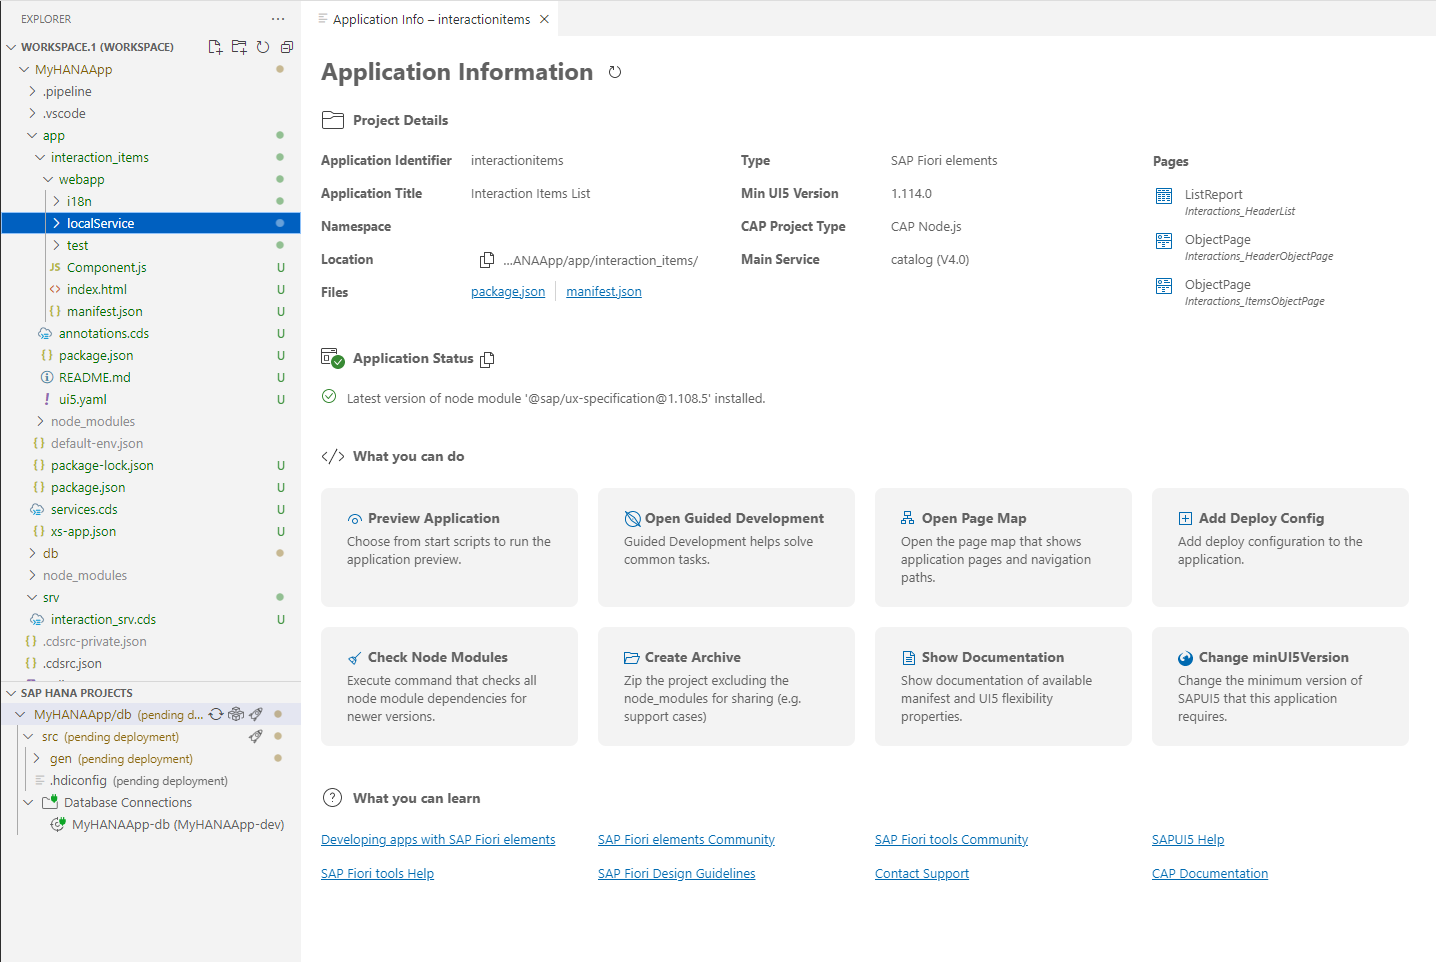 EXPLORER
WORKSPACE.1 (WORKSPACE)
MyHANAApp
.pipeline
.vscode
app
interaction_items
webapp
i18n
localService
test
JS Component.js U
<> index.html U
{} manifest.json U
annotations.cds U
{} package.json U
README.md U
! ui5.yaml U
node_modules
{} default-env.json
{} package-lock.json U
{} package.json U
services.cds U
{} xs-app.json U
db
node_modules
srv
interaction_srv.cds U
{} .cdsrc-private.json
{} .cdsrc.json
SAP HANA PROJECTS
MyHANAApp/db (pending d...
src (pending deployment)
gen (pending deployment)
.hdiconfig (pending deployment)
Database Connections
MyHANAApp-db (MyHANAApp-dev)
Application Info – interactionitems
Application Information
Project Details
Application Identifier interactionitems
Application Title Interaction Items List
Namespace
Location ...ANAApp/app/interaction_items/
Files package.json manifest.json
Type SAP Fiori elements
Min UI5 Version 1.114.0
CAP Project Type CAP Node.js
Main Service catalog (V4.0)
Pages
ListReport
Interactions_HeaderList
ObjectPage
Interactions_HeaderObjectPage
ObjectPage
Interactions_ItemsObjectPage
Application Status
Latest version of node module '@sap/ux-specification@1.108.5' installed.
What you can do
Preview Application
Choose from start scripts to run the
application preview.
Open Guided Development
Guided Development helps solve
common tasks.
Open Page Map
Open the page map that shows
application pages and navigation
paths.
Add Deploy Config
Add deploy configuration to the
application.
Check Node Modules
Execute command that checks all
node module dependencies for
newer versions.
Create Archive
Zip the project excluding the
node_modules for sharing (e.g.
support cases)
Show Documentation
Show documentation of available
manifest and UI5 flexibility
properties.
Change minUI5Version
Change the minimum version of
SAPUI5 that this application
requires.
What you can learn
Developing apps with SAP Fiori elements
SAP Fiori elements Community
SAP Fiori tools Community
SAPUI5 Help
SAP Fiori tools Help
SAP Fiori Design Guidelines
Contact Support
CAP Documentation